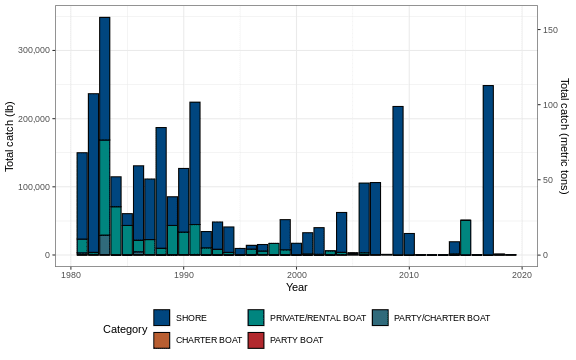 Total catch (lb)
300,000
200,000
100,000
0
150
100
50
0
Total catch (metric tons)
1980
1990
2000
2010
2020
Year
Category
SHORE
PRIVATE/RENTAL BOAT
PARTY/CHARTER BOAT
CHARTER BOAT
PARTY BOAT